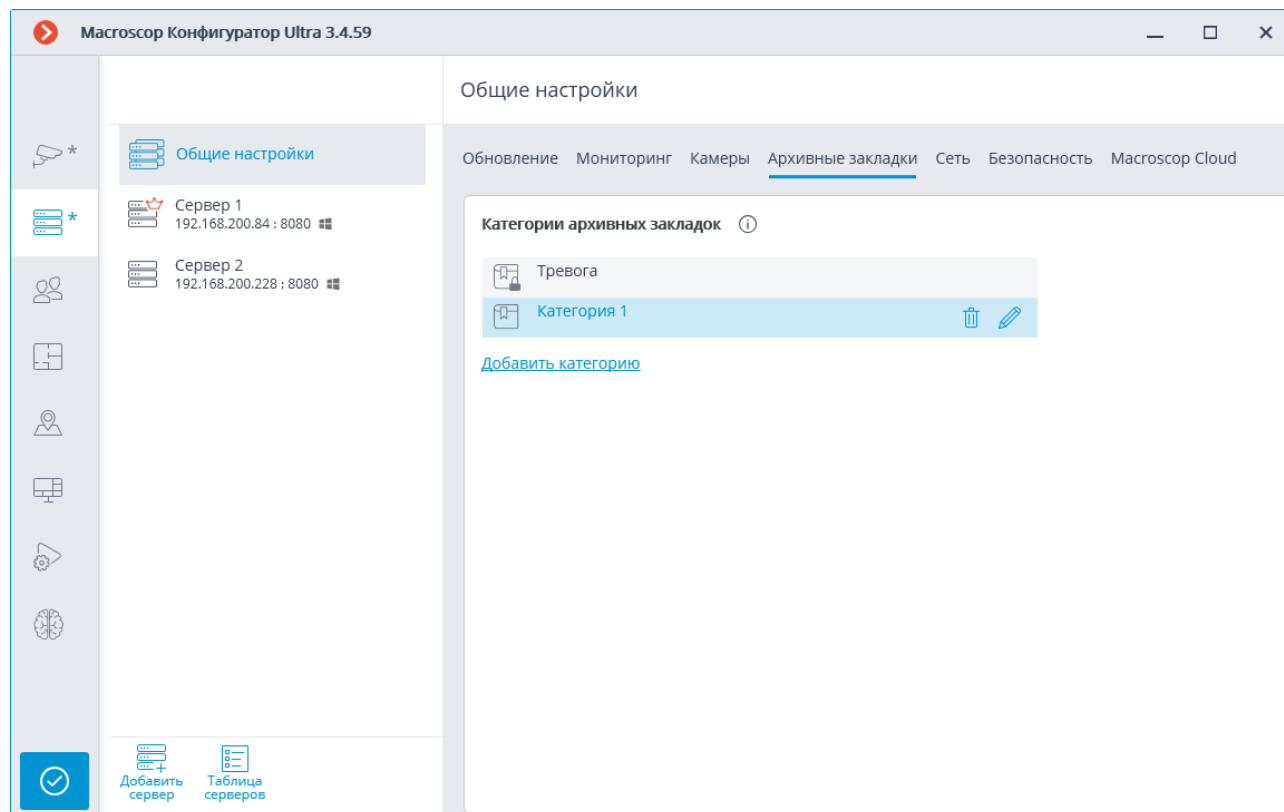 Macroscop Конфигуратор Ultra 3.4.59
Общие настройки
Общие настройки
Сервер 1
192.168.200.84 : 8080
Сервер 2
192.168.200.228 : 8080
Обновление Мониторинг Камеры Архивные закладки Сеть Безопасность Macroscop Cloud
Категории архивных закладок
Тревога
Категория 1
Добавить категорию
Добавить
сервер
Таблица
серверов